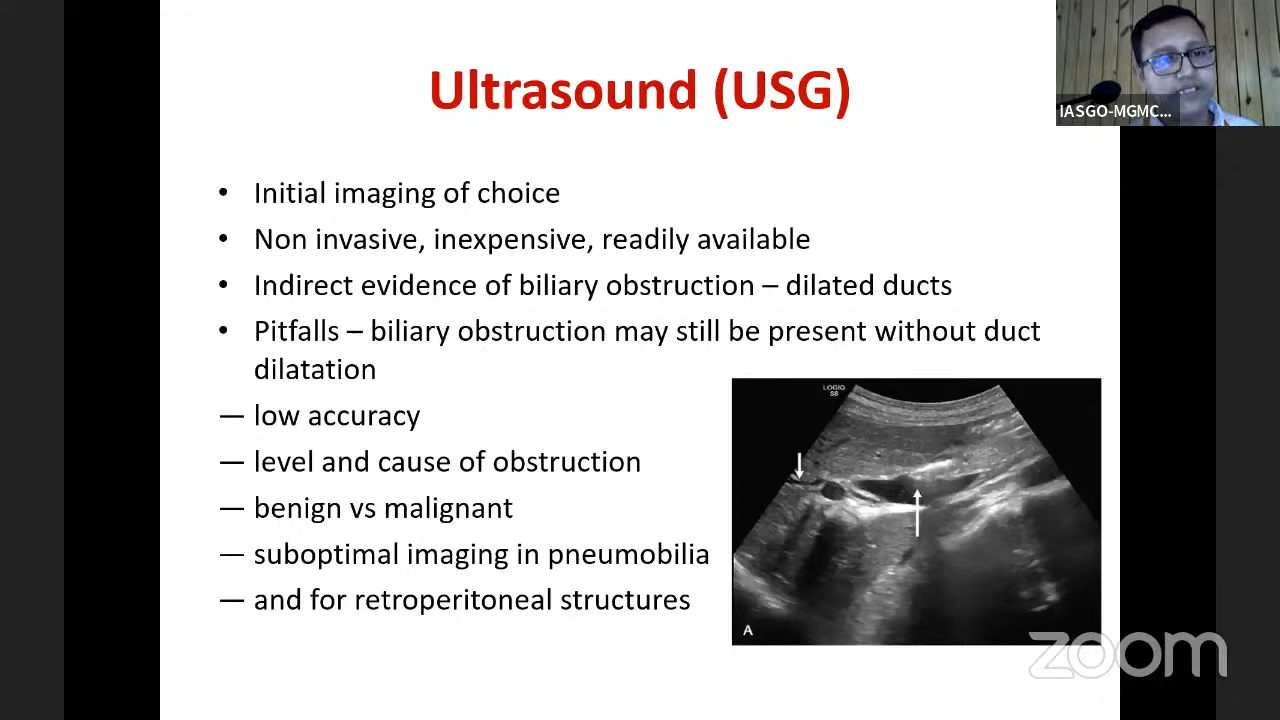 Ultrasound (USG)
IASGO-MGMC...
• Initial imaging of choice
• Non invasive, inexpensive, readily available
• Indirect evidence of biliary obstruction – dilated ducts
• Pitfalls – biliary obstruction may still be present without duct
dilatation
— low accuracy
— level and cause of obstruction
— benign vs malignant
— suboptimal imaging in pneumobilia
— and for retroperitoneal structures
LOGIQ
S8
A
zoom